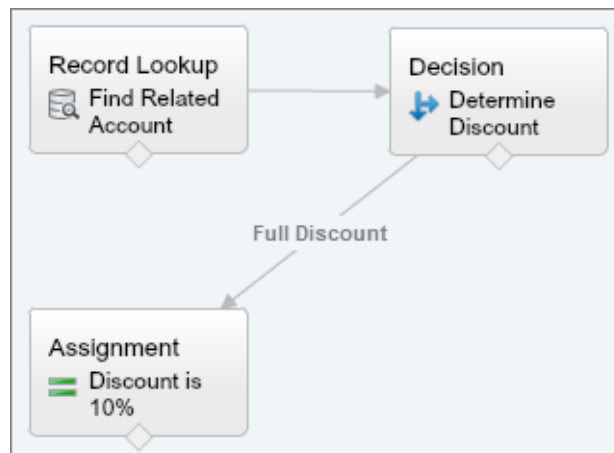 Record Lookup
Find Related
Account
Decision
Determine
Discount
Full Discount
Assignment
Discount is
10%